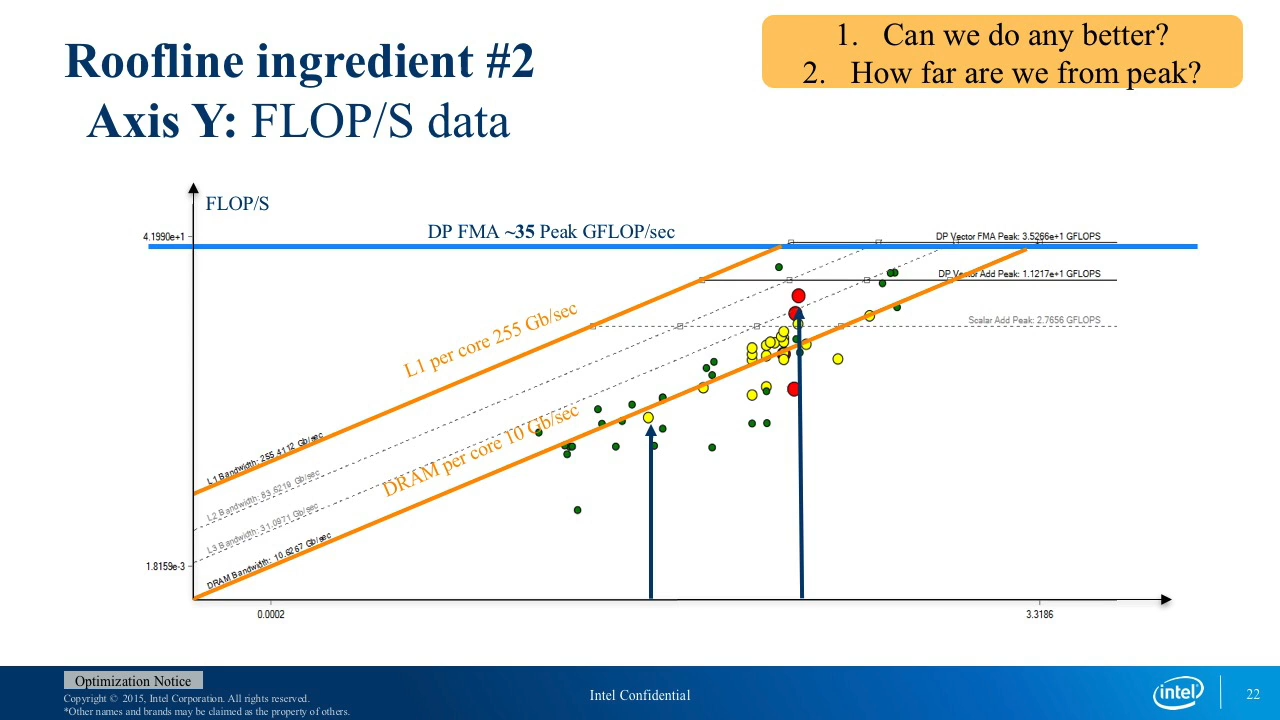 Roofline ingredient #2
Axis Y: FLOP/S data
1. Can we do any better?
2. How far are we from peak?
FLOP/S
4.1990e+1
DP FMA ~35 Peak GFLOP/sec
DP Vector FMA Peak: 3.5266e+1 GFLOPS
DP Vector Add Peak: 1.1217e+1 GFLOPS
Scalar Add Peak: 2.7656 GFLOPS
L1 per core 255 Gb/sec
DRAM per core 10 Gb/sec
L1 Bandwidth: 255.4112 Gb/sec
L2 Bandwidth: 83.5219 Gb/sec
L3 Bandwidth: 31.0971 Gb/sec
DRAM Bandwidth: 10.6267 Gb/sec
1.8159e-3
0.0002
3.3186
Optimization Notice
Copyright © 2015, Intel Corporation. All rights reserved.
*Other names and brands may be claimed as the property of others.
Intel Confidential
intel
22